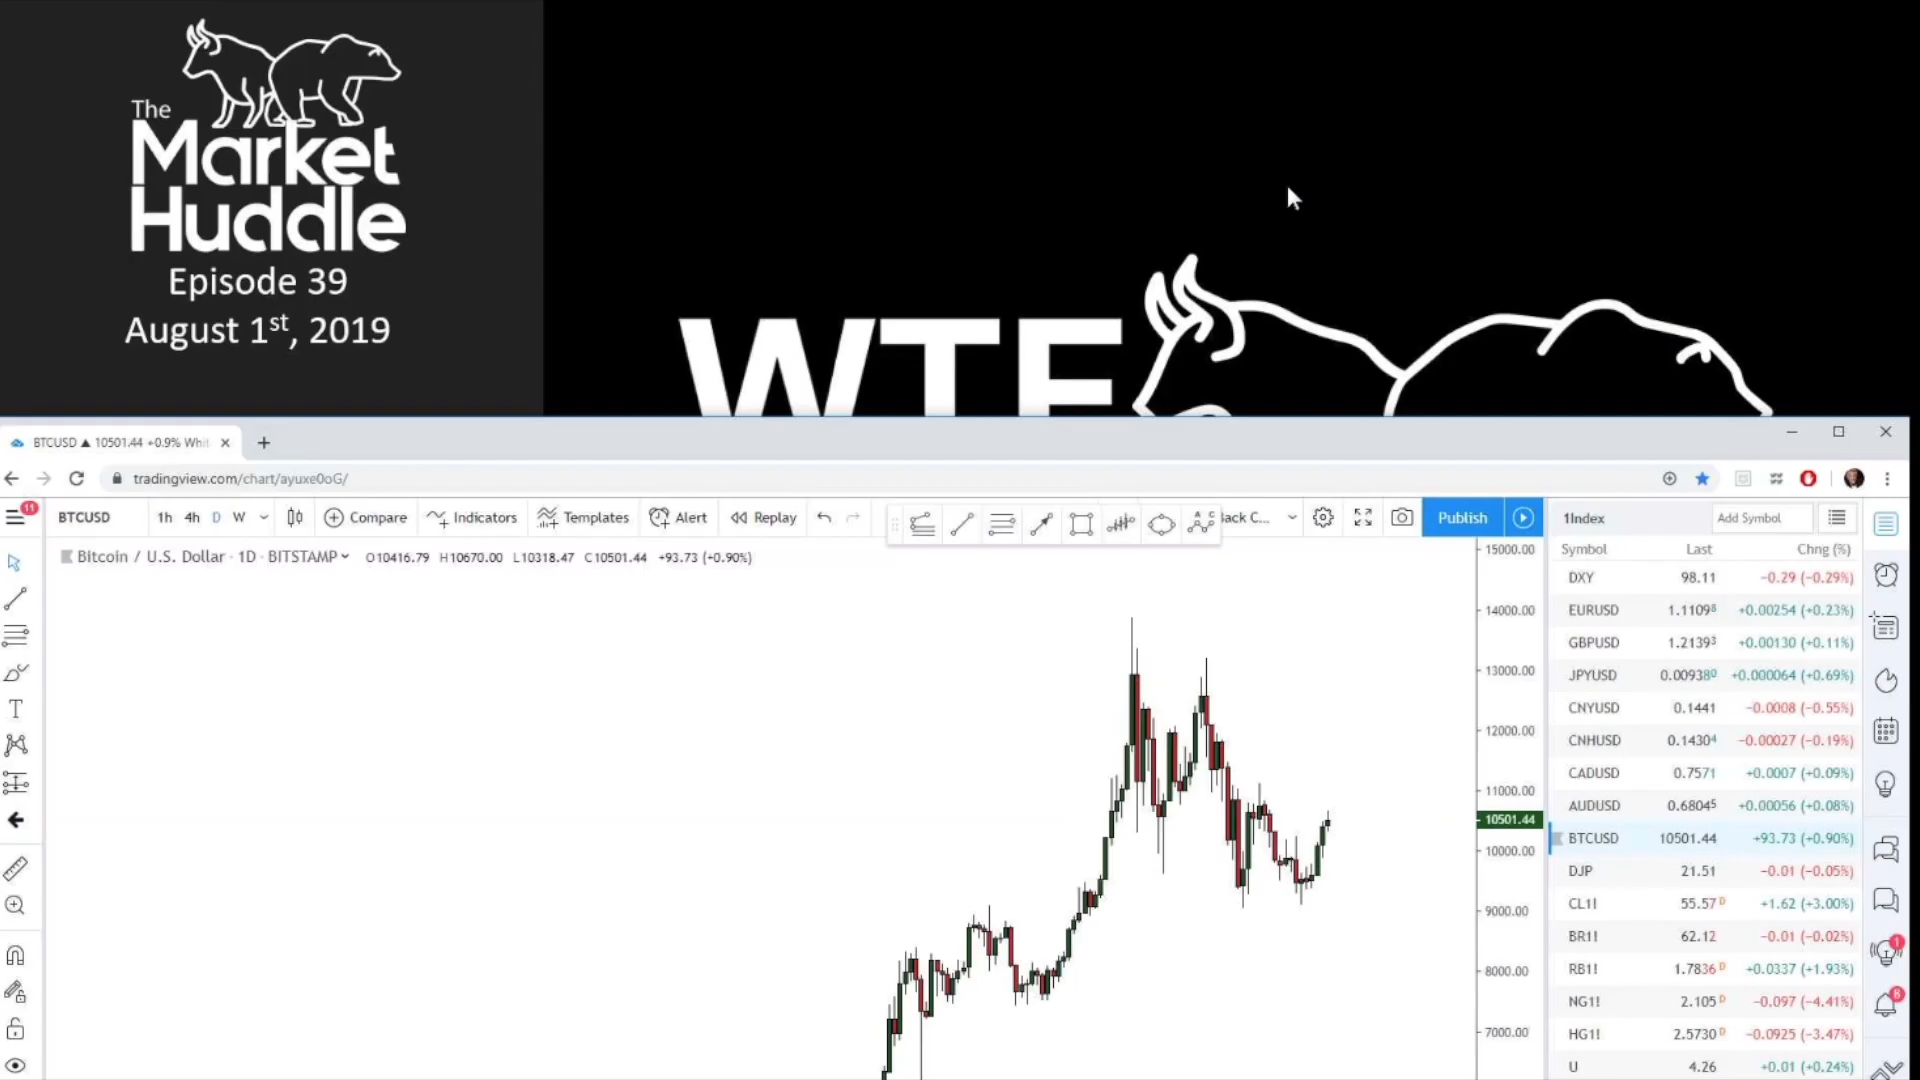 The
Market
Huddle
Episode 39
August 1st, 2019
WTF
BTCUSD ▲ 10501.44 +0.9% Whit
tradingview.com/chart/ayuxe0oG/
11
BTCUSD 1h 4h D W Compare Indicators Templates Alert Replay Back C... Publish
Bitcoin / U.S. Dollar · 1D · BITSTAMP O10416.79 H10670.00 L10318.47 C10501.44 +93.73 (+0.90%)
15000.00
14000.00
13000.00
12000.00
11000.00
10501.44
10000.00
9000.00
8000.00
7000.00
1Index Add Symbol
Symbol Last Chng (%)
DXY 98.11 −0.29 (−0.29%)
EURUSD 1.11098 +0.00254 (+0.23%)
GBPUSD 1.21393 +0.00130 (+0.11%)
JPYUSD 0.009380 +0.000064 (+0.69%)
CNYUSD 0.1441 −0.0008 (−0.55%)
CNHUSD 0.14304 −0.00027 (−0.19%)
CADUSD 0.7571 +0.0007 (+0.09%)
AUDUSD 0.68045 +0.00056 (+0.08%)
BTCUSD 10501.44 +93.73 (+0.90%)
DJP 21.51 −0.01 (−0.05%)
CL1! 55.57 D +1.62 (+3.00%)
BR1! 62.12 −0.01 (−0.02%)
RB1! 1.7836 D +0.0337 (+1.93%)
NG1! 2.105 D −0.097 (−4.41%)
HG1! 2.5730 D −0.0925 (−3.47%)
U 4.26 +0.01 (+0.24%)
1
8